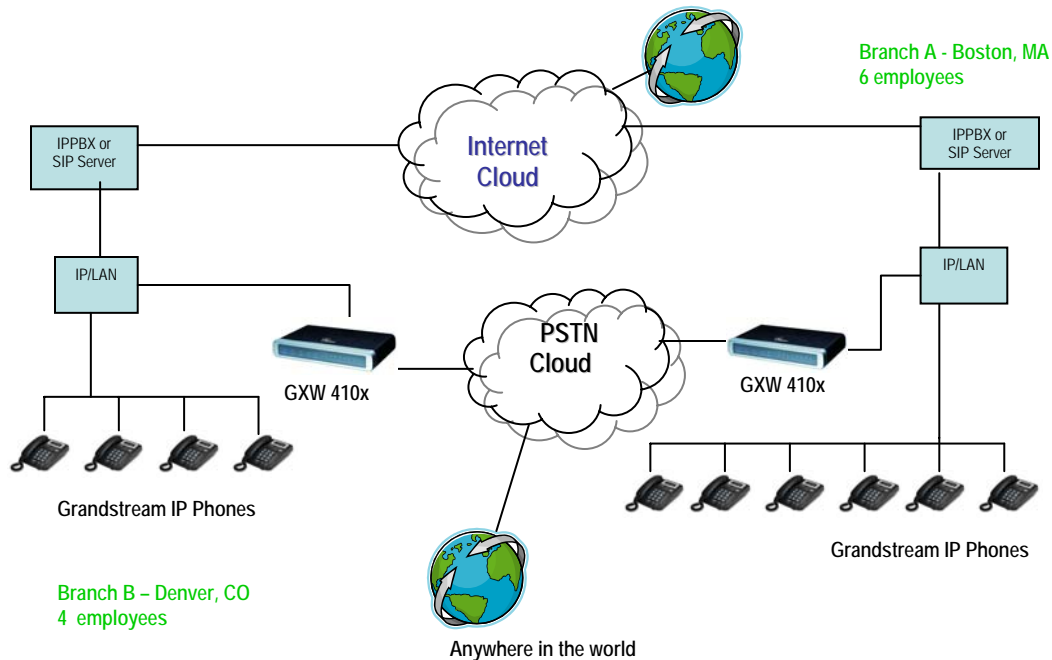 Branch A - Boston, MA
6 employees
IPPBX or
SIP Server
Internet
Cloud
IPPBX or
SIP Server
IP/LAN
IP/LAN
PSTN
Cloud
GXW 410x
GXW 410x
Grandstream IP Phones
Grandstream IP Phones
Branch B – Denver, CO
4 employees
Anywhere in the world